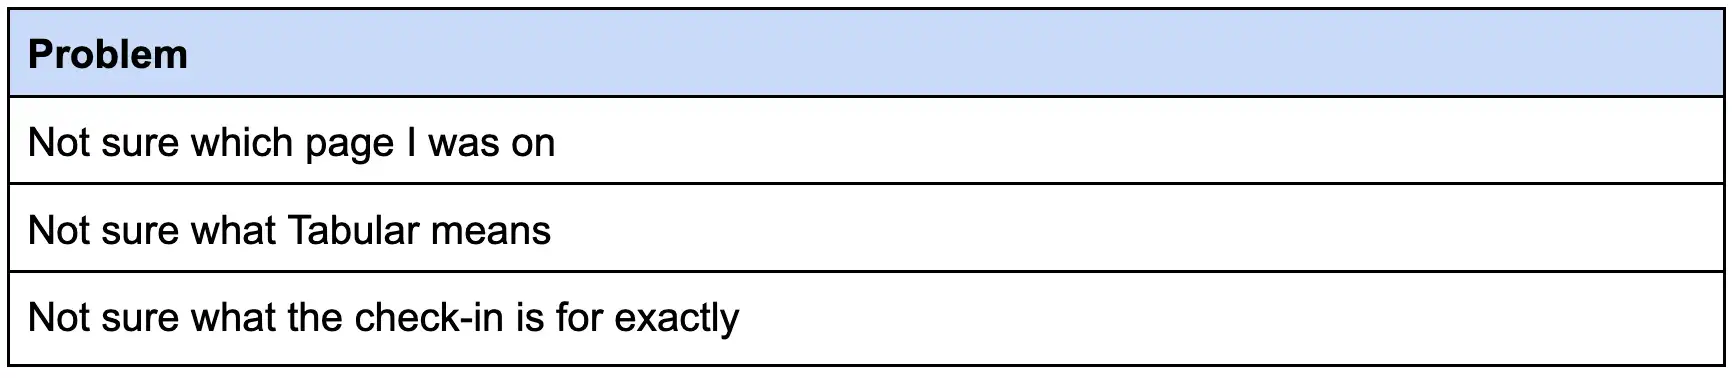 Problem
Not sure which page I was on
Not sure what Tabular means
Not sure what the check-in is for exactly